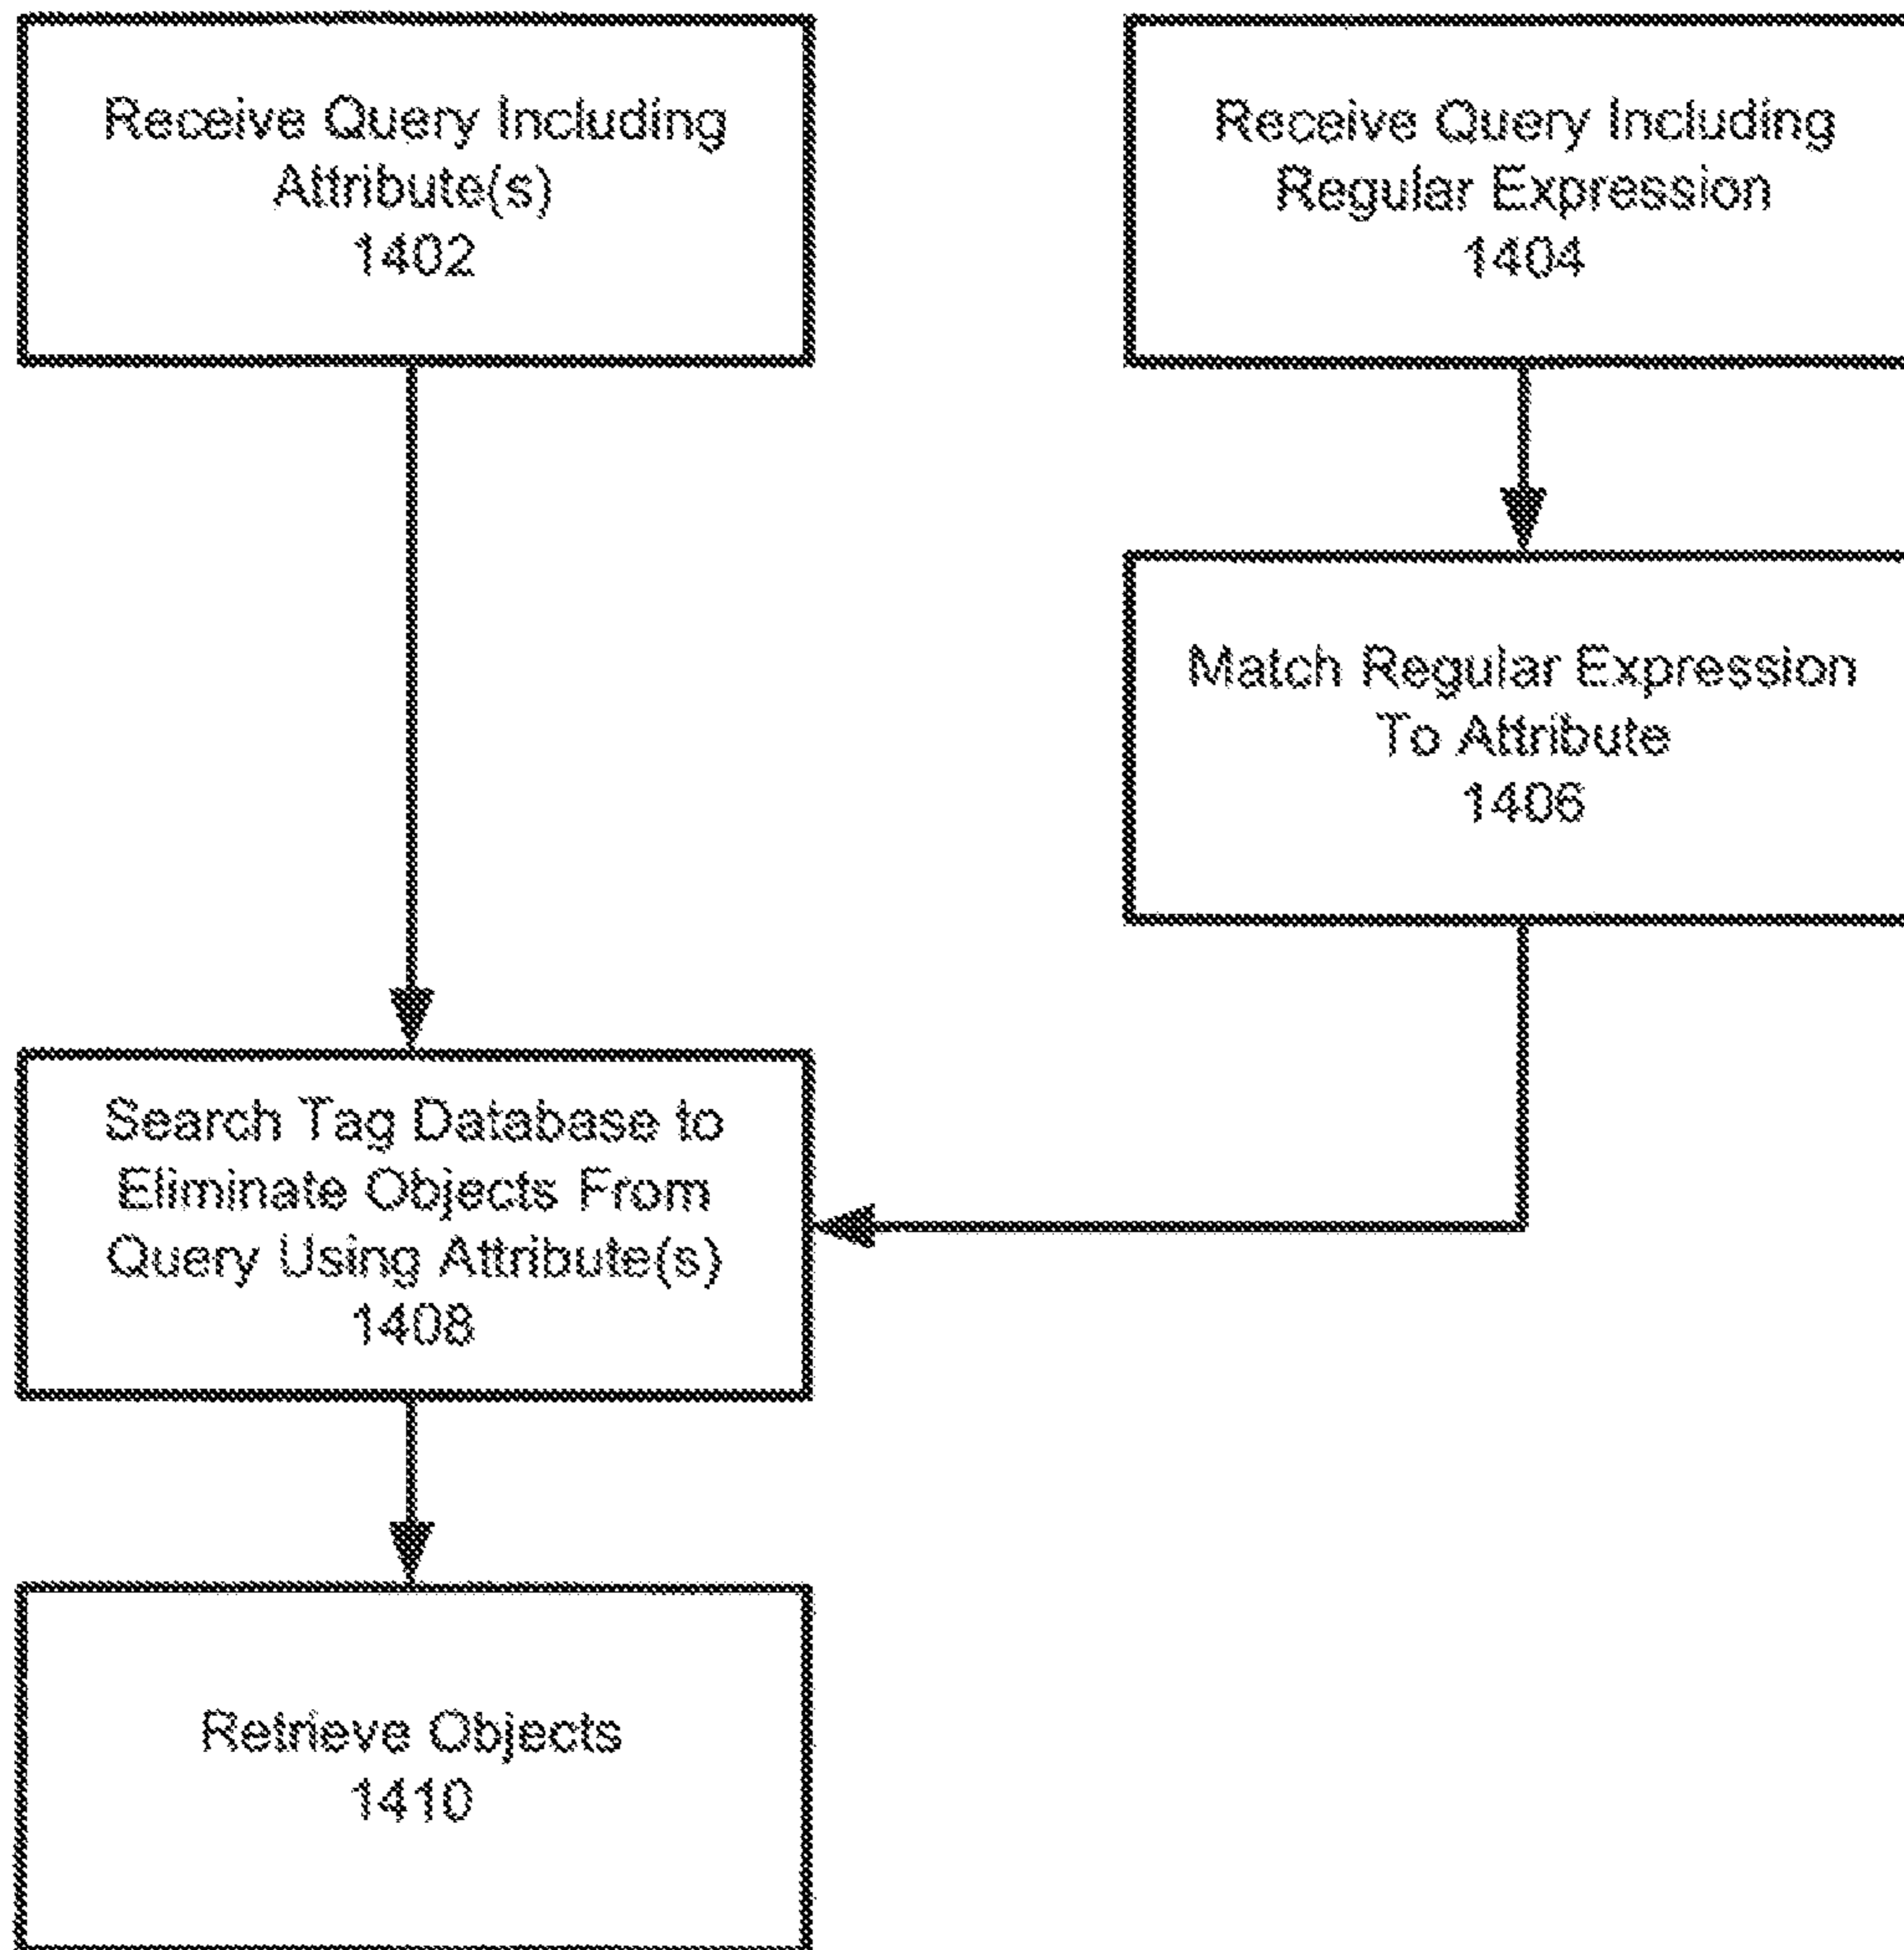 Receive Query Including
Attribute(s)
1402
Receive Query Including
Regular Expression
1404
Match Regular Expression
To Attribute
1406
Search Tag Database to
Eliminate Objects From
Query Using Attribute(s)
1408
Retrieve Objects
1410